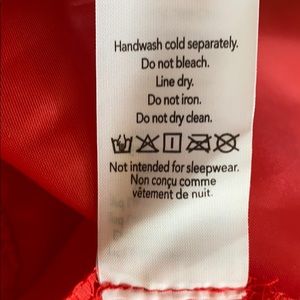 Handwash cold separately.
Do not bleach.
Line dry.
Do not iron.
Do not dry clean.
Not intended for sleepwear.
Non conçu comme
vêtement de nuit.